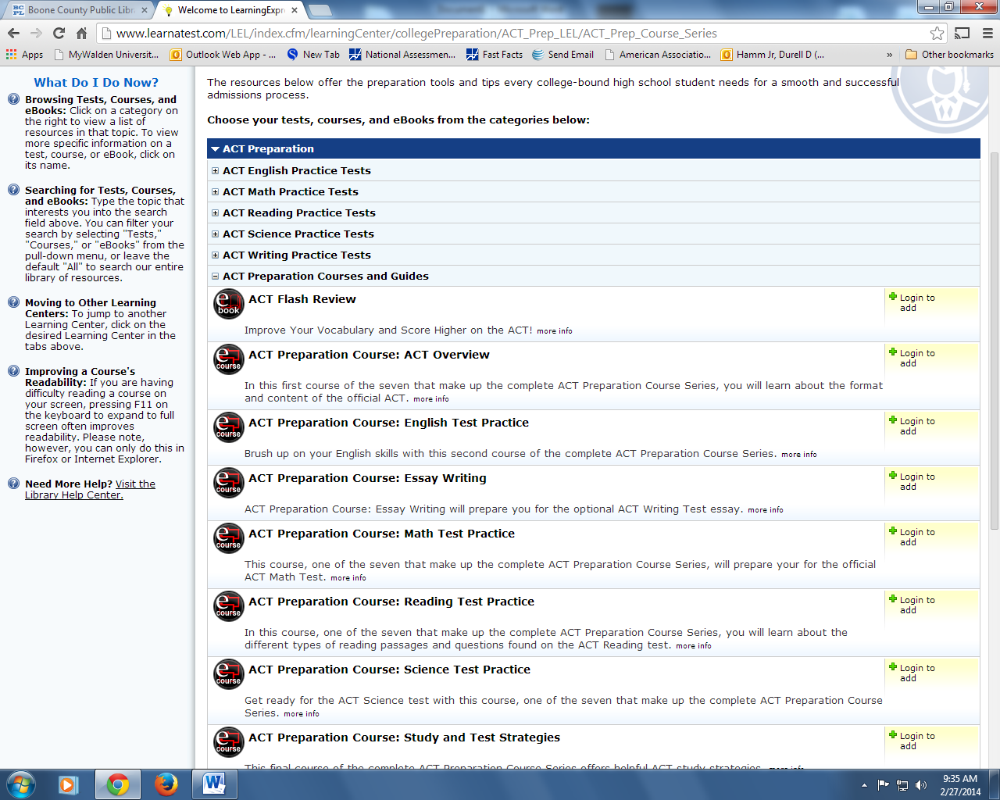 Boone County Public Libr
Welcome to LearningExpr
www.learnatest.com/LEL/index.cfm/learningCenter/collegePreparation/ACT_Prep_LEL/ACT_Prep_Course_Series
Apps
MyWalden Universit...
Outlook Web App - ...
New Tab
National Assessmen...
Fast Facts
Send Email
American Associatio...
Hamm Jr, Durell D (...
»
Other bookmarks
What Do I Do Now?
Browsing Tests, Courses, and
eBooks: Click on a category on
the right to view a list of
resources in that topic. To view
more specific information on a
test, course, or eBook, click on
its name.
Searching for Tests, Courses,
and eBooks: Type the topic that
interests you into the search
field above. You can filter your
search by selecting "Tests,"
"Courses," or "eBooks" from the
pull-down menu, or leave the
default "All" to search our entire
library of resources.
Moving to Other Learning
Centers: To jump to another
Learning Center, click on the
desired Learning Center in the
tabs above.
Improving a Course's
Readability: If you are having
difficulty reading a course on
your screen, pressing F11 on
the keyboard to expand to full
screen often improves
readability. Please note,
however, you can only do this in
Firefox or Internet Explorer.
Need More Help? Visit the
Library Help Center.
The resources below offer the preparation tools and tips every college-bound high school student needs for a smooth and successful
admissions process.
Choose your tests, courses, and eBooks from the categories below:
ACT Preparation
ACT English Practice Tests
ACT Math Practice Tests
ACT Reading Practice Tests
ACT Science Practice Tests
ACT Writing Practice Tests
ACT Preparation Courses and Guides
e book
ACT Flash Review
Login to
add
Improve Your Vocabulary and Score Higher on the ACT! more info
e course
ACT Preparation Course: ACT Overview
Login to
add
In this first course of the seven that make up the complete ACT Preparation Course Series, you will learn about the format
and content of the official ACT. more info
e course
ACT Preparation Course: English Test Practice
Login to
add
Brush up on your English skills with this second course of the complete ACT Preparation Course Series. more info
e course
ACT Preparation Course: Essay Writing
Login to
add
ACT Preparation Course: Essay Writing will prepare you for the optional ACT Writing Test essay. more info
e course
ACT Preparation Course: Math Test Practice
Login to
add
This course, one of the seven that make up the complete ACT Preparation Course Series, will prepare your for the official
ACT Math Test. more info
e course
ACT Preparation Course: Reading Test Practice
Login to
add
In this course, one of the seven that make up the complete ACT Preparation Course Series, you will learn about the
different types of reading passages and questions found on the ACT Reading test. more info
e course
ACT Preparation Course: Science Test Practice
Login to
add
Get ready for the ACT Science test with this course, one of the seven that make up the complete ACT Preparation Course
Series. more info
e course
ACT Preparation Course: Study and Test Strategies
Login to
add
This final course of the complete ACT Preparation Course Series offers helpful ACT study strategies. more info
9:35 AM
2/27/2014